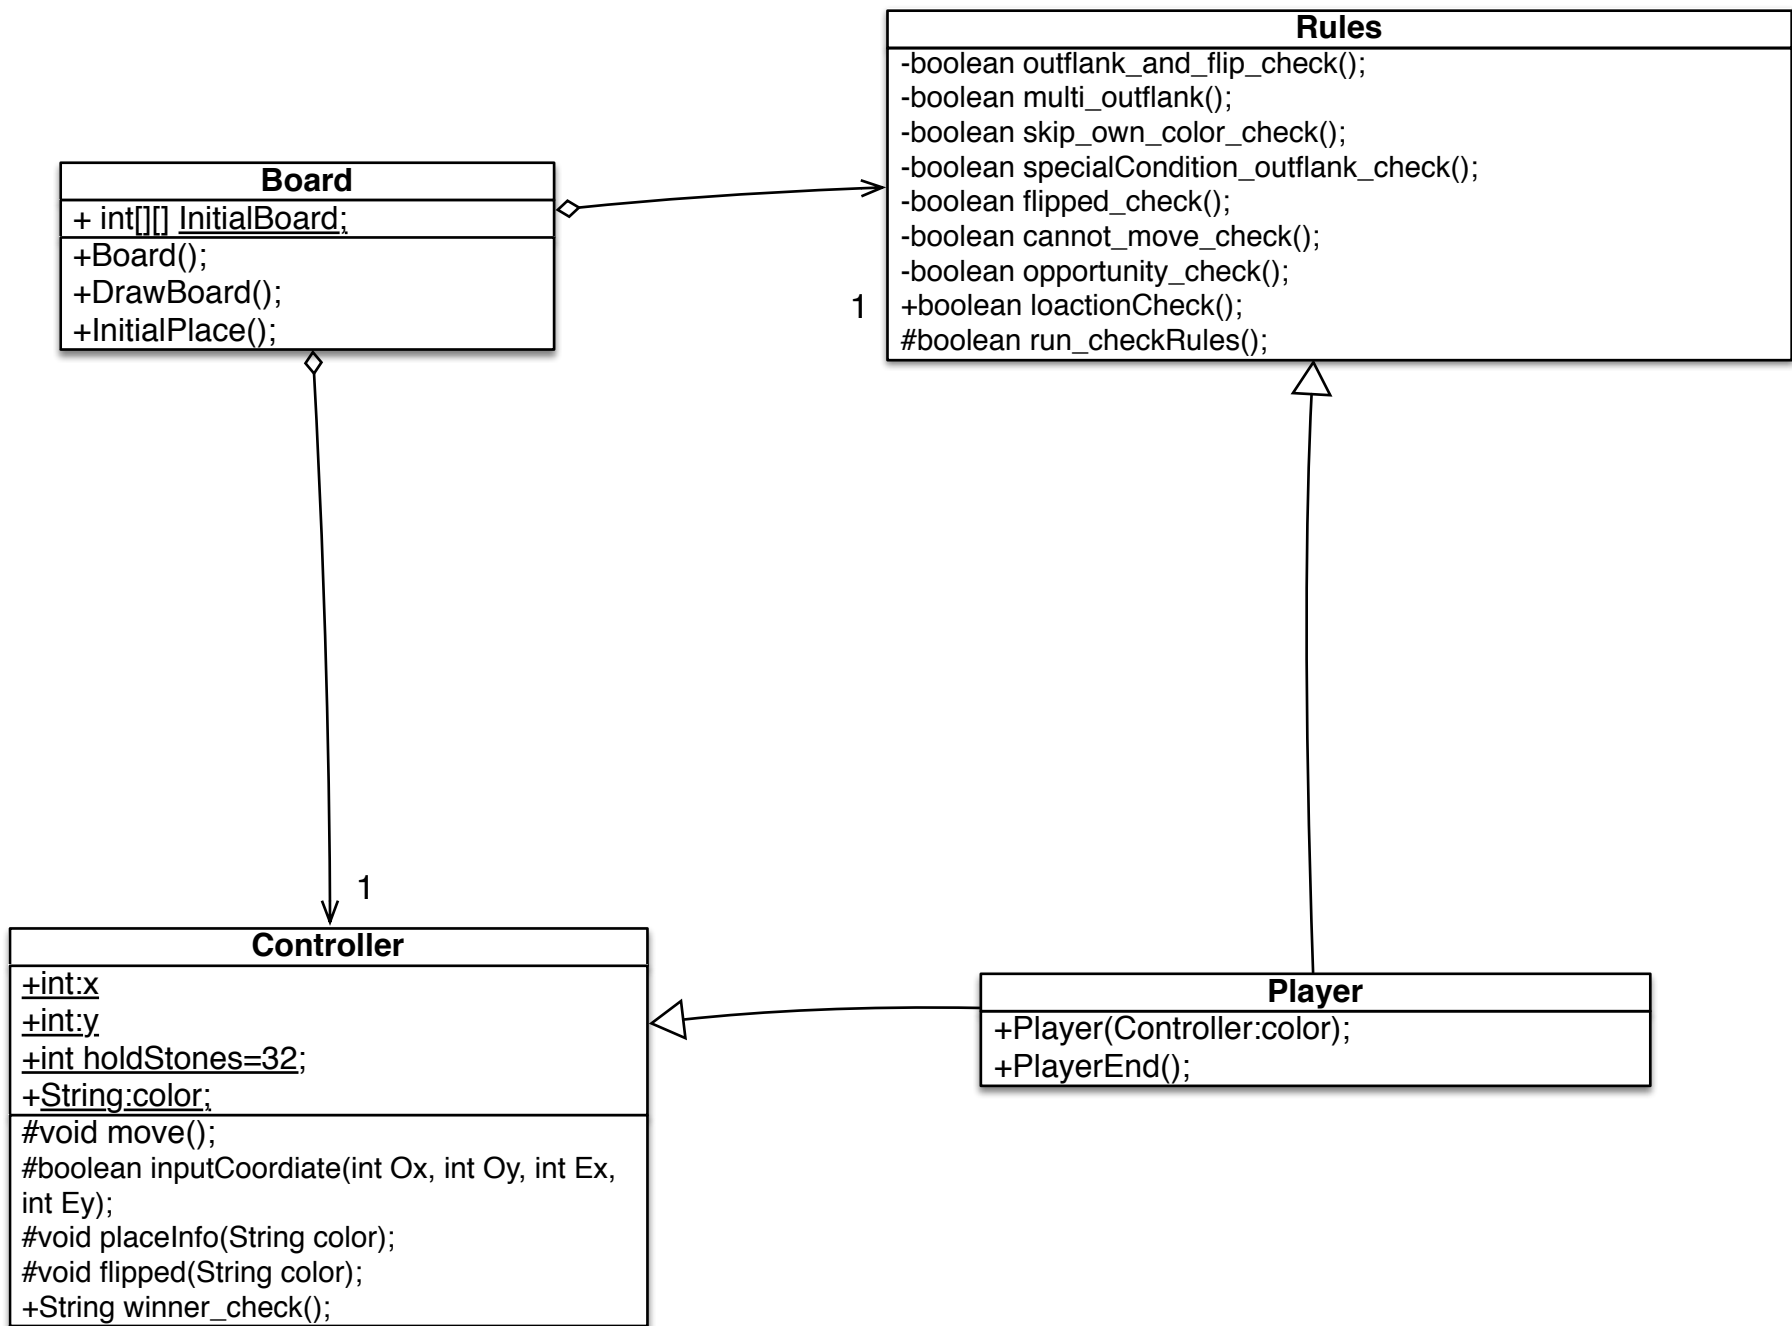 Rules
-boolean outflank_and_flip_check();
-boolean multi_outflank();
-boolean skip_own_color_check();
-boolean specialCondition_outflank_check();
-boolean flipped_check();
-boolean cannot_move_check();
-boolean opportunity_check();
+boolean loactionCheck();
#boolean run_checkRules();
Board
+ int[][] InitialBoard;
+Board();
+DrawBoard();
+InitialPlace();
1
1
Controller
+int:x
+int:y
+int holdStones=32;
+String:color;
#void move();
#boolean inputCoordiate(int Ox, int Oy, int Ex,
int Ey);
#void placeInfo(String color);
#void flipped(String color);
+String winner_check();
Player
+Player(Controller:color);
+PlayerEnd();